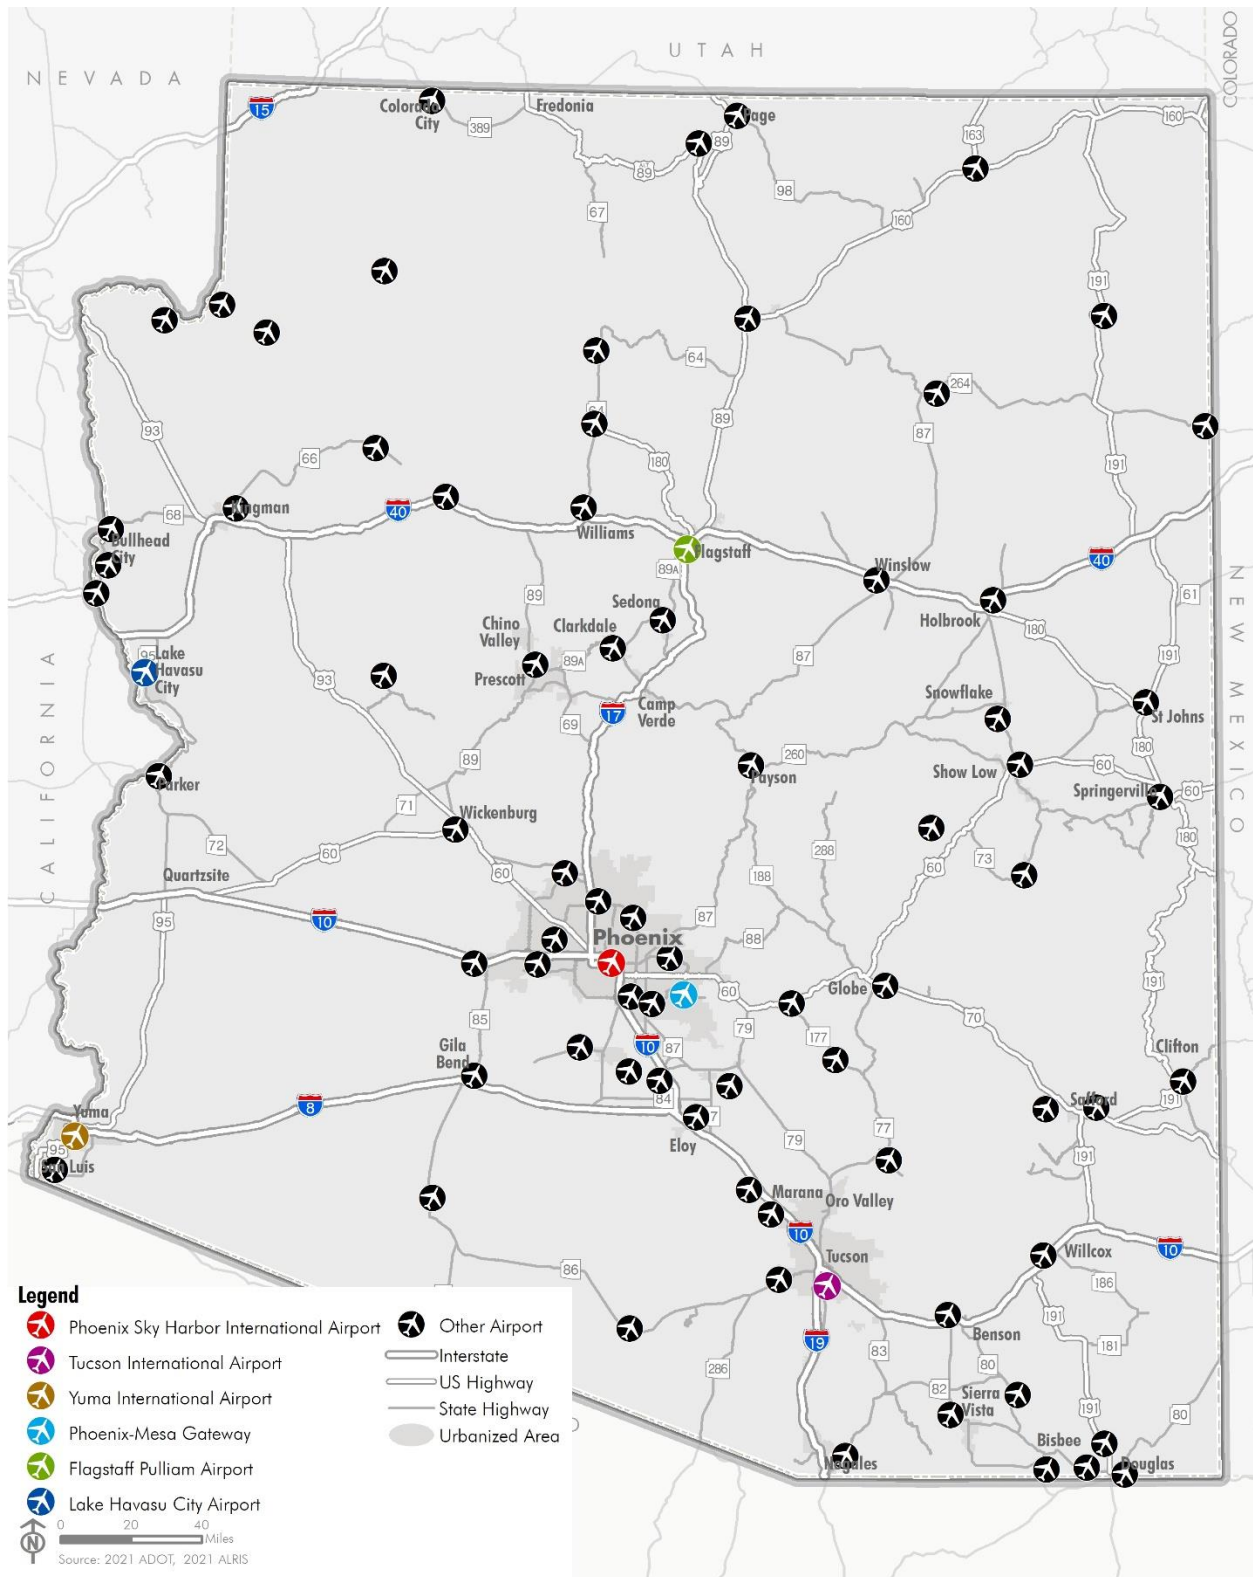 UTAH
NEVADA
COLORADO
15
Colorado
City
389
Fredonia
Page
89
89
163
160
98
67
160
191
64
264
64
89
87
93
180
191
66
68
Kingman
40
Williams
Flagstaff
89A
Bullhead
City
Winslow
40
NEW MEXICO
89
Sedona
Holbrook
61
Chino
Valley
Clarkdale
180
95
Lake
Havasu
City
89A
87
191
Prescott
93
CALIFORNIA
Snowflake
17
Camp
Verde
St Johns
69
180
89
Payson
260
Show Low
60
Parker
Springerville
60
71
Wickenburg
180
72
60
288
73
60
Quartzsite
60
188
95
10
87
Phoenix
88
191
Globe
60
85
70
79
177
Gila
Bend
10
87
Clifton
84
8
Safford
191
Yuma
87
77
95
San Luis
Eloy
79
191
Marana
Oro Valley
10
Tucson
Willcox
10
86
186
Benson
191
19
83
181
80
286
82
Sierra
Vista
191
80
Bisbee
Nogales
Douglas
Legend
Phoenix Sky Harbor International Airport
Tucson International Airport
Yuma International Airport
Phoenix-Mesa Gateway
Flagstaff Pulliam Airport
Lake Havasu City Airport
Other Airport
Interstate
US Highway
State Highway
Urbanized Area
N
0 20 40
Miles
Source: 2021 ADOT, 2021 ALRIS